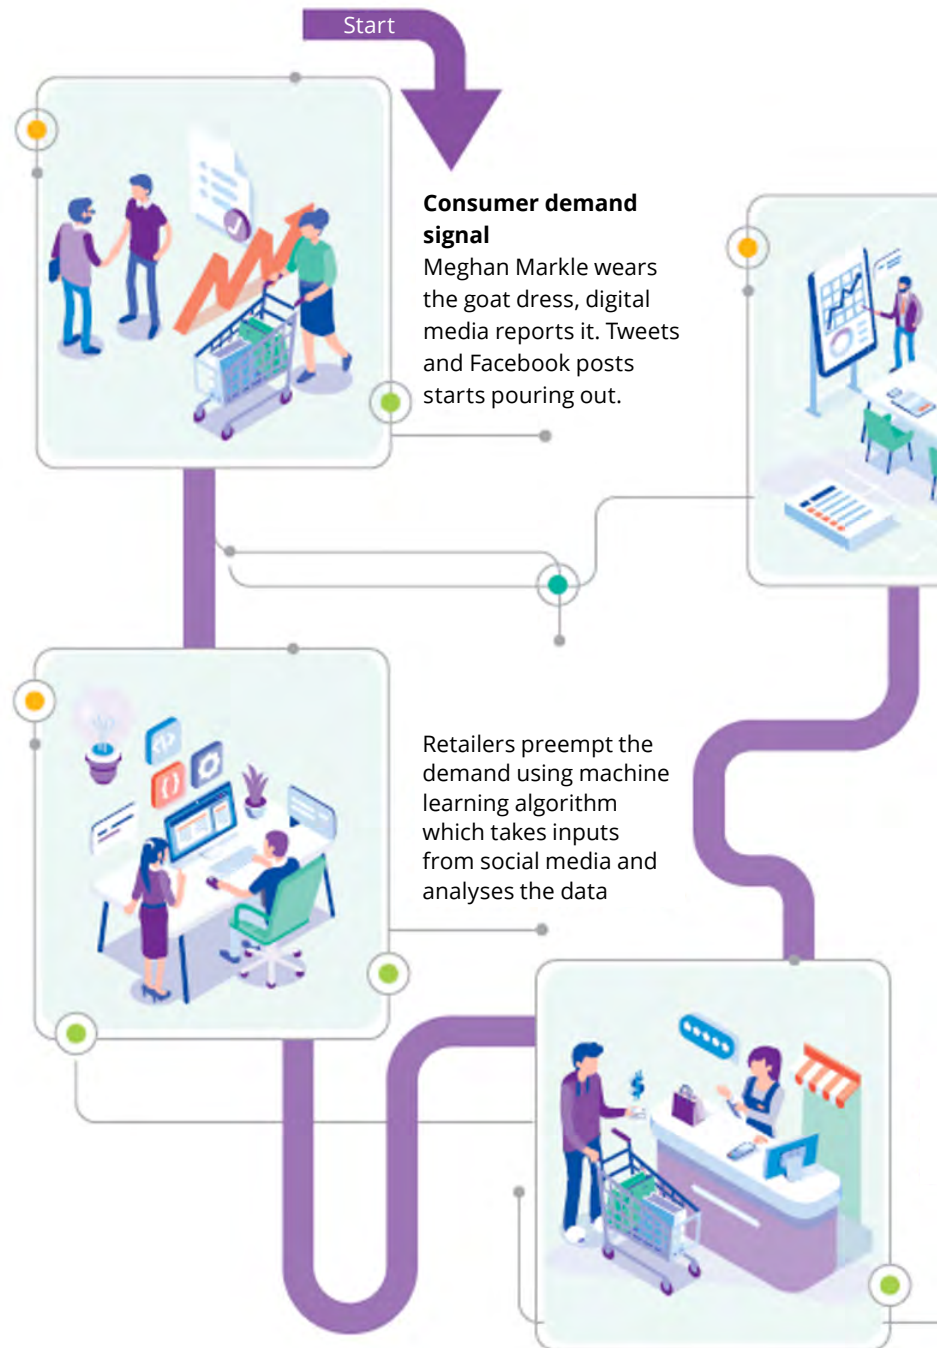 Start
Consumer demand
signal
Meghan Markle wears
the goat dress, digital
media reports it. Tweets
and Facebook posts
starts pouring out.
Retailers preempt the
demand using machine
learning algorithm
which takes inputs
from social media and
analyses the data